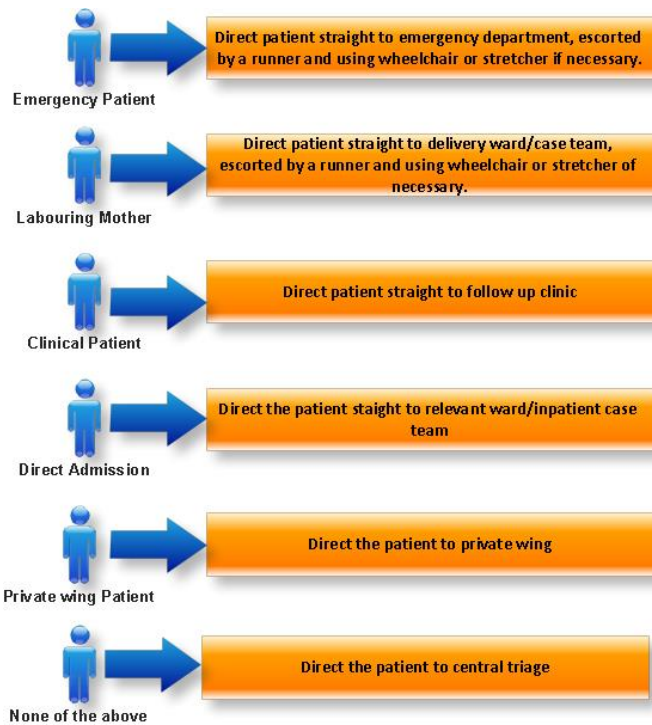 Direct patient straight to emergency department, escorted
by a runner and using wheelchair or stretcher if necessary.
Emergency Patient
Direct patient straight to delivery ward/case team,
escorted by a runner and using wheelchair or stretcher of
necessary.
Labouring Mother
Direct patient straight to follow up clinic
Clinical Patient
Direct the patient staight to relevant ward/inpatient case
team
Direct Admission
Direct the patient to private wing
Private wing Patient
Direct the patient to central triage
None of the above